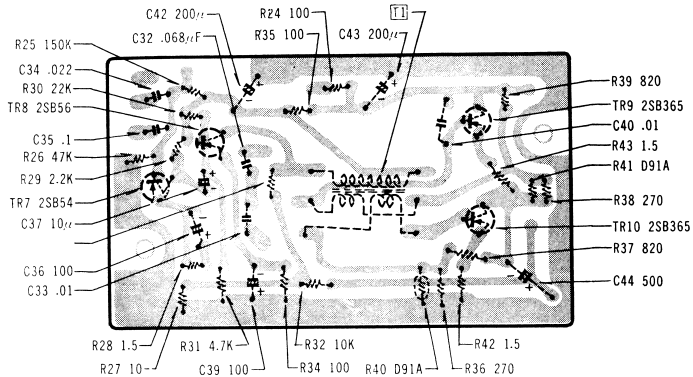 C42 200μ
R24 100
T1
C32 .068μF
R35 100
C43 200μ
R25 150K
C34 .022
R30 22K
TR8 2SB56
C35 .1
R26 47K
R29 2.2K
TR7 2SB54
C37 10μ
C36 100
C33 .01
R28 1.5
R27 10
R31 4.7K
C39 100
R32 10K
R34 100
R40 D91A
R36 270
R42 1.5
R39 820
TR9 2SB365
C40 .01
R43 1.5
R41 D91A
R38 270
TR10 2SB365
R37 820
C44 500